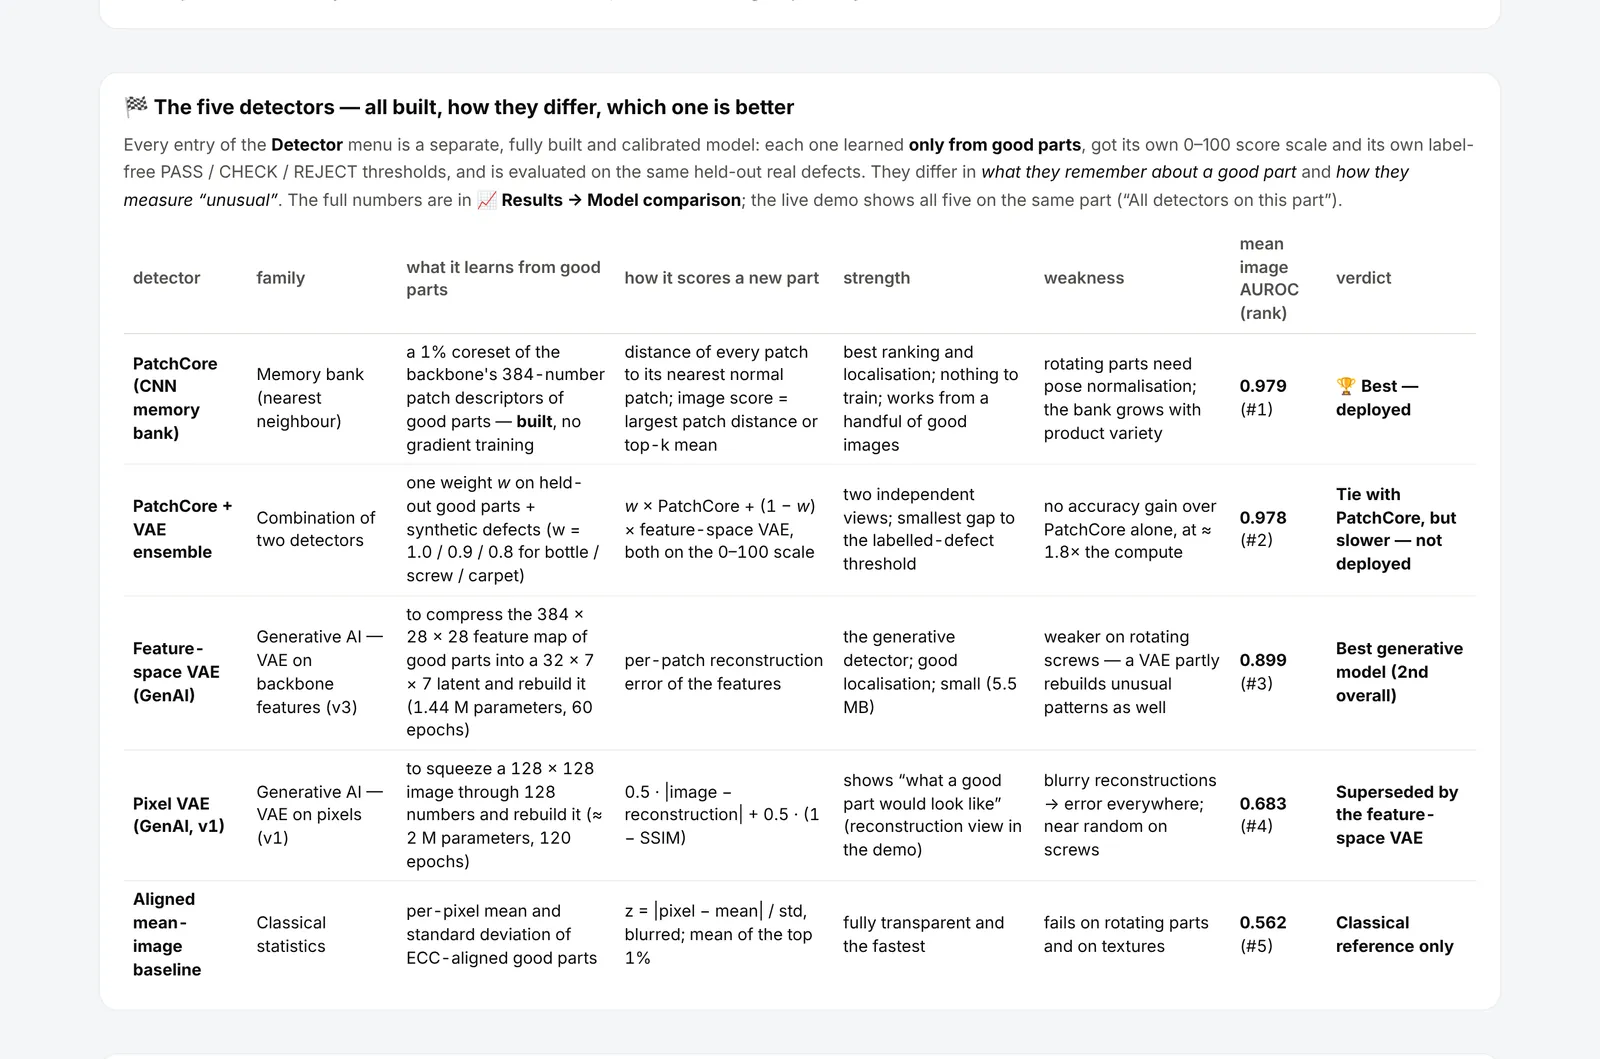 🏁 The five detectors — all built, how they differ, which one is better
Every entry of the Detector menu is a separate, fully built and calibrated model: each one learned only from good parts, got its own 0–100 score scale and its own label-
free PASS / CHECK / REJECT thresholds, and is evaluated on the same held-out real defects. They differ in what they remember about a good part and how they
measure “unusual”. The full numbers are in 📈 Results → Model comparison; the live demo shows all five on the same part (“All detectors on this part”).
detector
family
what it learns from good
parts
how it scores a new part
strength
weakness
mean
image
AUROC
(rank)
verdict
PatchCore
(CNN
memory
bank)
Memory bank
(nearest
neighbour)
a 1% coreset of the
backbone's 384-number
patch descriptors of
good parts — built, no
gradient training
distance of every patch
to its nearest normal
patch; image score =
largest patch distance or
top-k mean
best ranking and
localisation; nothing to
train; works from a
handful of good
images
rotating parts need
pose normalisation;
the bank grows with
product variety
0.979
(#1)
🏆 Best —
deployed
PatchCore +
VAE
ensemble
Combination of
two detectors
one weight w on held-
out good parts +
synthetic defects (w =
1.0 / 0.9 / 0.8 for bottle /
screw / carpet)
w × PatchCore + (1 − w)
× feature-space VAE,
both on the 0–100 scale
two independent
views; smallest gap to
the labelled-defect
threshold
no accuracy gain over
PatchCore alone, at ≈
1.8× the compute
0.978
(#2)
Tie with
PatchCore, but
slower — not
deployed
Feature-
space VAE
(GenAI)
Generative AI —
VAE on
backbone
features (v3)
to compress the 384 ×
28 × 28 feature map of
good parts into a 32 × 7
× 7 latent and rebuild it
(1.44 M parameters, 60
epochs)
per-patch reconstruction
error of the features
the generative
detector; good
localisation; small (5.5
MB)
weaker on rotating
screws — a VAE partly
rebuilds unusual
patterns as well
0.899
(#3)
Best generative
model (2nd
overall)
Pixel VAE
(GenAI, v1)
Generative AI —
VAE on pixels
(v1)
to squeeze a 128 × 128
image through 128
numbers and rebuild it (≈
2 M parameters, 120
epochs)
0.5 · |image −
reconstruction| + 0.5 · (1
− SSIM)
shows “what a good
part would look like”
(reconstruction view in
the demo)
blurry reconstructions
→ error everywhere;
near random on
screws
0.683
(#4)
Superseded by
the feature-
space VAE
Aligned
mean-
image
baseline
Classical
statistics
per-pixel mean and
standard deviation of
ECC-aligned good parts
z = |pixel − mean| / std,
blurred; mean of the top
1%
fully transparent and
the fastest
fails on rotating parts
and on textures
0.562
(#5)
Classical
reference only